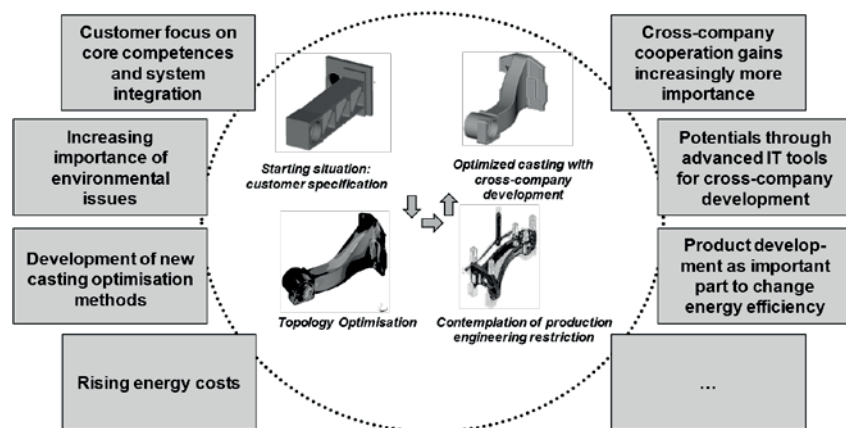 Customer focus on
core competences
and system
integration
Increasing
importance of
environmental
issues
Development of new
casting optimisation
methods
Rising energy costs
Starting situation:
customer specification
Optimized casting with
cross-company
development
Topology Optimisation
Contemplation of production
engineering restriction
Cross-company
cooperation gains
increasingly more
importance
Potentials through
advanced IT tools
for cross-company
development
Product develop-
ment as important
part to change
energy efficiency
...